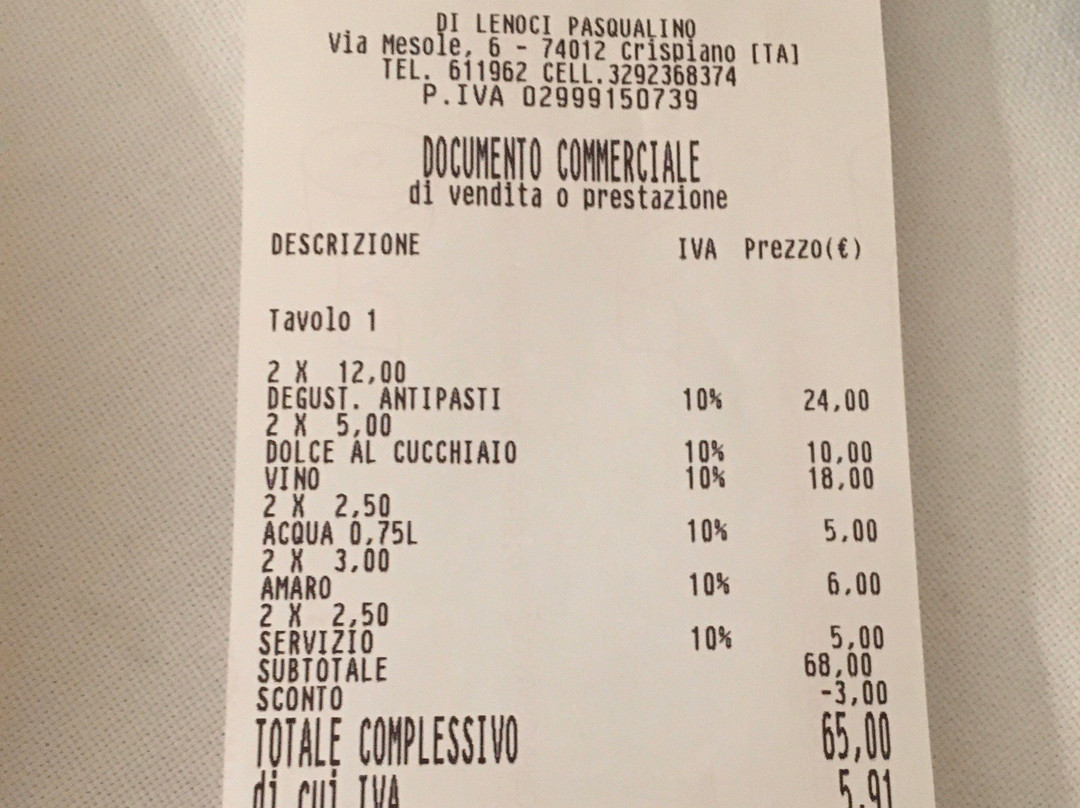 DI LENOCI PASQUALINO
Via Mesole, 6 - 74012 Crispiano [TA]
TEL. 611962 CELL.3292368374
P.IVA 02999150739
DOCUMENTO COMMERCIALE
di vendita o prestazione
DESCRIZIONE IVA Prezzo(€)
Tavolo 1
2 X 12,00
DEGUST. ANTIPASTI 10% 24,00
2 X 5,00
DOLCE AL CUCCHIAIO 10% 10,00
VINO 10% 18,00
2 X 2,50
ACQUA 0,75L 10% 5,00
2 X 3,00
AMARO 10% 6,00
2 X 2,50
SERVIZIO 10% 5,00
SUBTOTALE 68,00
SCONTO -3,00
TOTALE COMPLESSIVO 65,00
di cui IVA 5,91